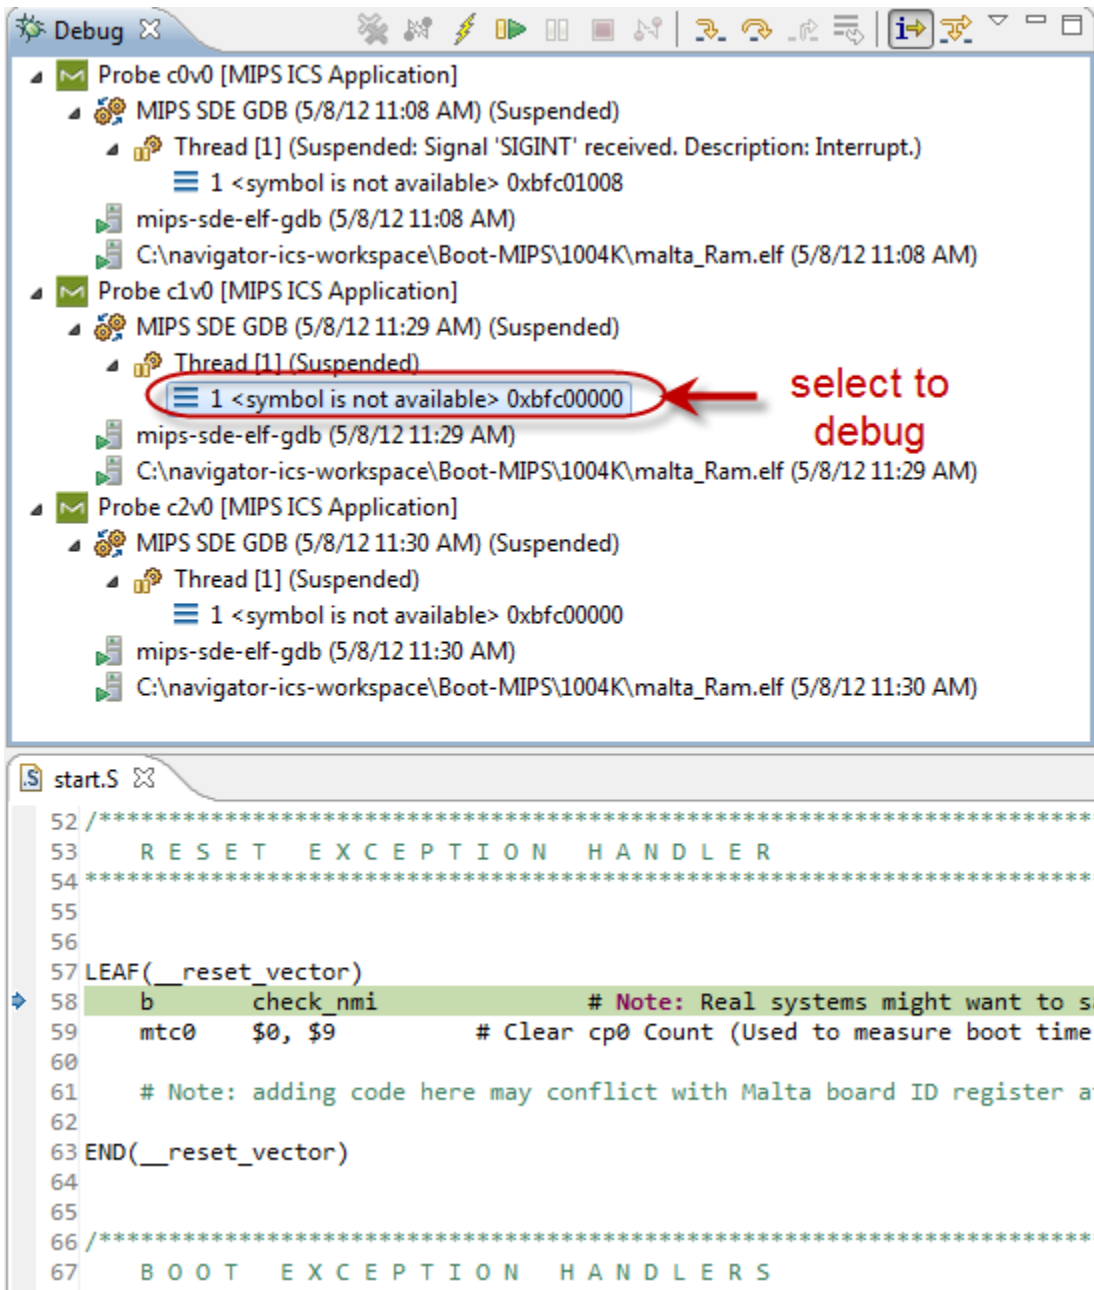 Debug
Probe c0v0 [MIPS ICS Application]
MIPS SDE GDB (5/8/12 11:08 AM) (Suspended)
Thread [1] (Suspended: Signal 'SIGINT' received. Description: Interrupt.)
1 <symbol is not available> 0xbfc01008
mips-sde-elf-gdb (5/8/12 11:08 AM)
C:\navigator-ics-workspace\Boot-MIPS\1004K\malta_Ram.elf (5/8/12 11:08 AM)
Probe c1v0 [MIPS ICS Application]
MIPS SDE GDB (5/8/12 11:29 AM) (Suspended)
Thread [1] (Suspended)
1 <symbol is not available> 0xbfc00000
select to
debug
mips-sde-elf-gdb (5/8/12 11:29 AM)
C:\navigator-ics-workspace\Boot-MIPS\1004K\malta_Ram.elf (5/8/12 11:29 AM)
Probe c2v0 [MIPS ICS Application]
MIPS SDE GDB (5/8/12 11:30 AM) (Suspended)
Thread [1] (Suspended)
1 <symbol is not available> 0xbfc00000
mips-sde-elf-gdb (5/8/12 11:30 AM)
C:\navigator-ics-workspace\Boot-MIPS\1004K\malta_Ram.elf (5/8/12 11:30 AM)
.S start.S
52 /************************************************************************
53 R E S E T   E X C E P T I O N   H A N D L E R
54 ************************************************************************
55
56
57 LEAF(__reset_vector)
58 b check_nmi # Note: Real systems might want to s
59 mtc0 $0, $9 # Clear cp0 Count (Used to measure boot time
60
61 # Note: adding code here may conflict with Malta board ID register a
62
63 END(__reset_vector)
64
65
66 /************************************************************************
67 B O O T   E X C E P T I O N   H A N D L E R S